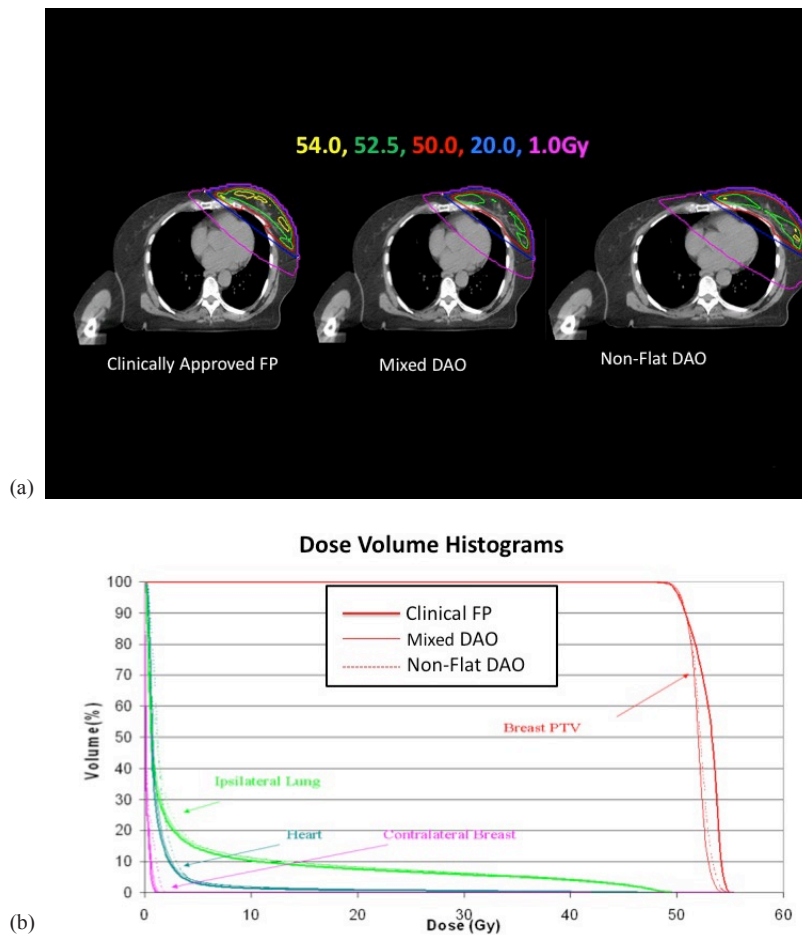 54.0, 52.5, 50.0, 20.0, 1.0Gy
Clinically Approved FP
Mixed DAO
Non-Flat DAO
(a)
Dose Volume Histograms
100
90
80
70
60
50
40
30
20
10
0
Volume(%)
Clinical FP
Mixed DAO
Non-Flat DAO
Breast PTV
Ipsilateral Lung
Heart
Contralateral Breast
0 10 20 30 40 50 60
Dose (Gy)
(b)